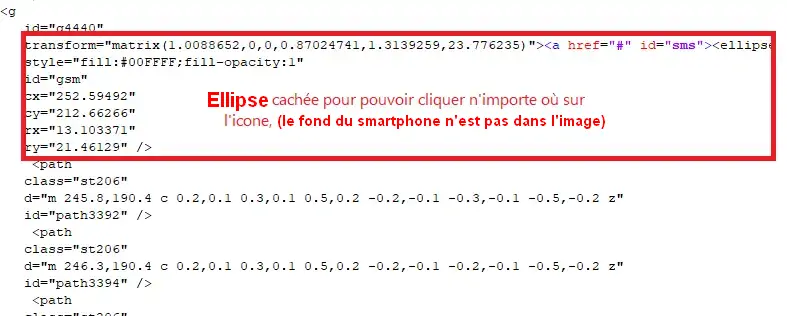 <g
id="g4440"
transform="matrix(1.0088652,0,0,0.87024741,1.3139259,23.776235)"><a href="#" id="sms"><ellipse
style="fill:#00FFFF;fill-opacity:1"
id="gsm"
cx="252.59492"
cy="212.66266"
rx="13.103371"
ry="21.46129" />
Ellipse cachée pour pouvoir cliquer n'importe où sur
l'icone, (le fond du smartphone n'est pas dans l'image)
<path
class="st206"
d="m 245.8,190.4 c 0.2,0.1 0.3,0.1 0.5,0.2 -0.2,-0.1 -0.3,-0.1 -0.5,-0.2 z"
id="path3392" />
<path
class="st206"
d="m 246.3,190.4 c 0.2,0.1 0.3,0.1 0.5,0.2 -0.2,-0.1 -0.2,-0.1 -0.5,-0.2 z"
id="path3394" />
<path
class="st206"